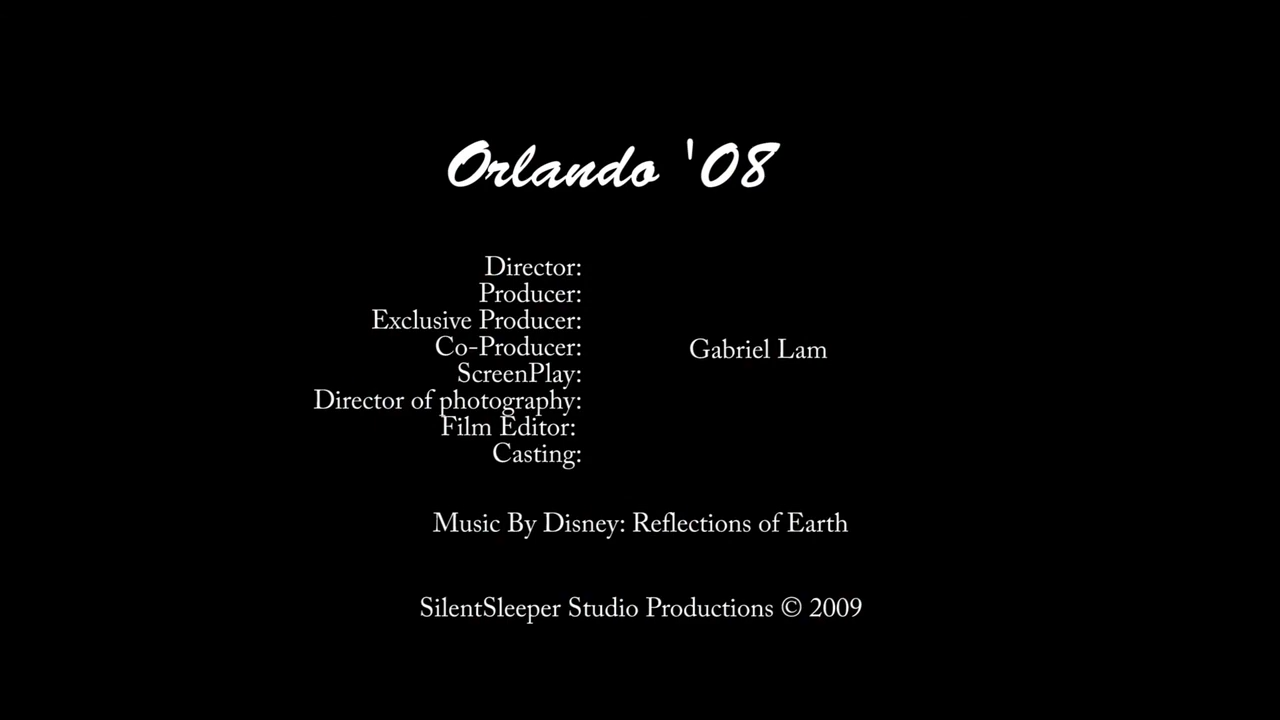 Orlando '08
Director:
Producer:
Exclusive Producer:
Co-Producer:
Gabriel Lam
ScreenPlay:
Director of photography:
Film Editor:
Casting:
Music By Disney: Reflections of Earth
SilentSleeper Studio Productions © 2009